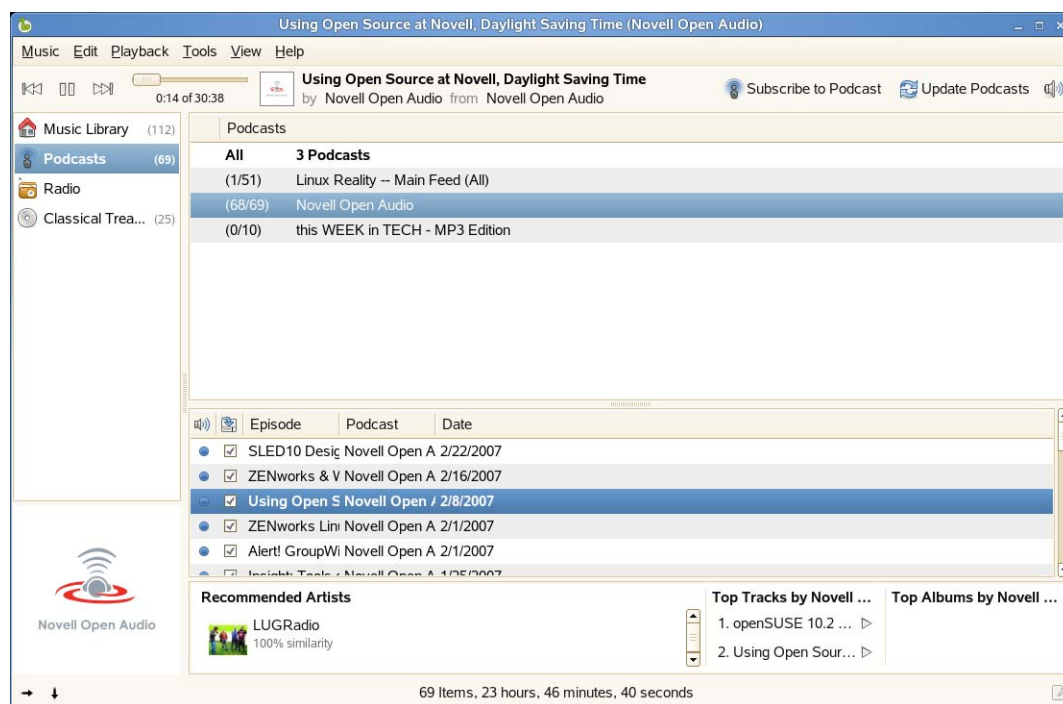 Using Open Source at Novell, Daylight Saving Time (Novell Open Audio)
Music Edit Playback Tools View Help
0:14 of 30:38
Using Open Source at Novell, Daylight Saving Time
by Novell Open Audio from Novell Open Audio
Subscribe to Podcast Update Podcasts
Music Library (112)
Podcasts (69)
Radio
Classical Trea... (25)
Podcasts
All 3 Podcasts
(1/51) Linux Reality -- Main Feed (All)
(68/69) Novell Open Audio
(0/10) this WEEK in TECH - MP3 Edition
Episode Podcast Date
SLED10 Desig Novell Open A 2/22/2007
ZENworks & W Novell Open A 2/16/2007
Using Open S Novell Open A 2/8/2007
ZENworks Lin Novell Open A 2/1/2007
Alert! GroupWi Novell Open A 2/1/2007
Insight: Tools Novell Open A 1/25/2007
Novell Open Audio
Recommended Artists
LUGRadio
100% similarity
Top Tracks by Novell ...
1. openSUSE 10.2 ...
2. Using Open Sour...
Top Albums by Novell ...
69 Items, 23 hours, 46 minutes, 40 seconds